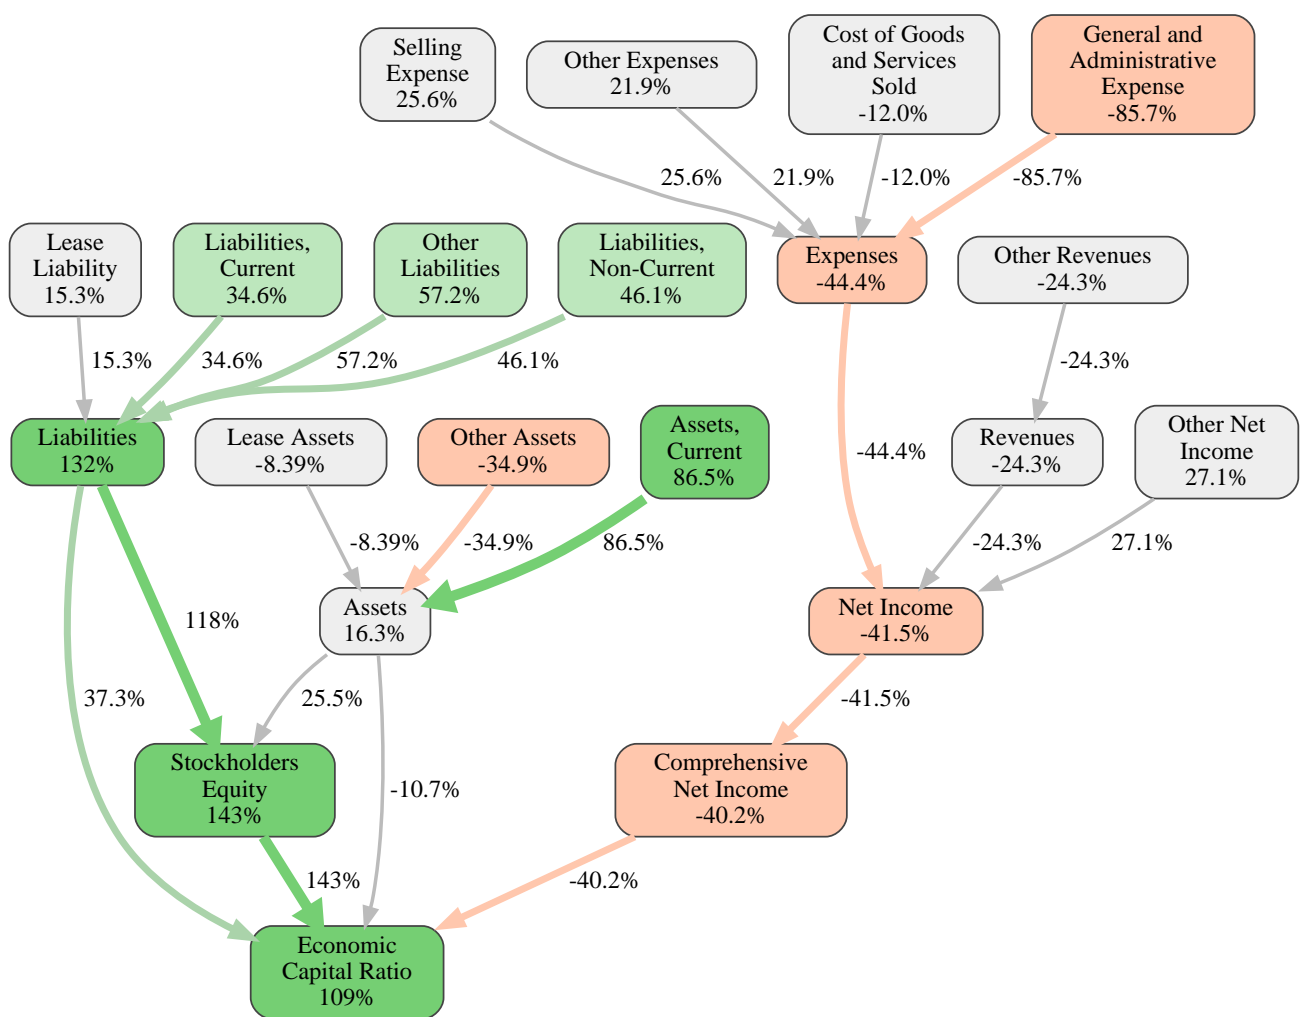 Selling
Expense
25.6%
Other Expenses
21.9%
Cost of Goods
and Services
Sold
-12.0%
General and
Administrative
Expense
-85.7%
25.6%
21.9%
-12.0%
-85.7%
Lease
Liability
15.3%
Liabilities,
Current
34.6%
Other
Liabilities
57.2%
Liabilities,
Non-Current
46.1%
Expenses
-44.4%
Other Revenues
-24.3%
15.3%
34.6%
57.2%
46.1%
-24.3%
Liabilities
132%
Lease Assets
-8.39%
Other Assets
-34.9%
Assets,
Current
86.5%
-44.4%
Revenues
-24.3%
Other Net
Income
27.1%
-8.39%
-34.9%
86.5%
-24.3%
27.1%
118%
Assets
16.3%
Net Income
-41.5%
37.3%
25.5%
-41.5%
Stockholders
Equity
143%
-10.7%
Comprehensive
Net Income
-40.2%
143%
-40.2%
Economic
Capital Ratio
109%